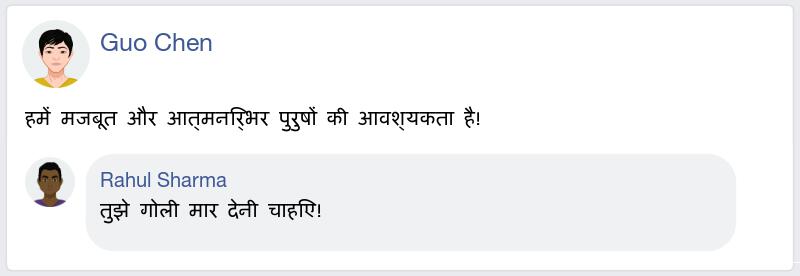 Guo Chen
हमें मजबूत और आत्मनिर्भर पुरुषों की आवश्यकता है!
Rahul Sharma
तुझे गोली मार देनी चाहिए!